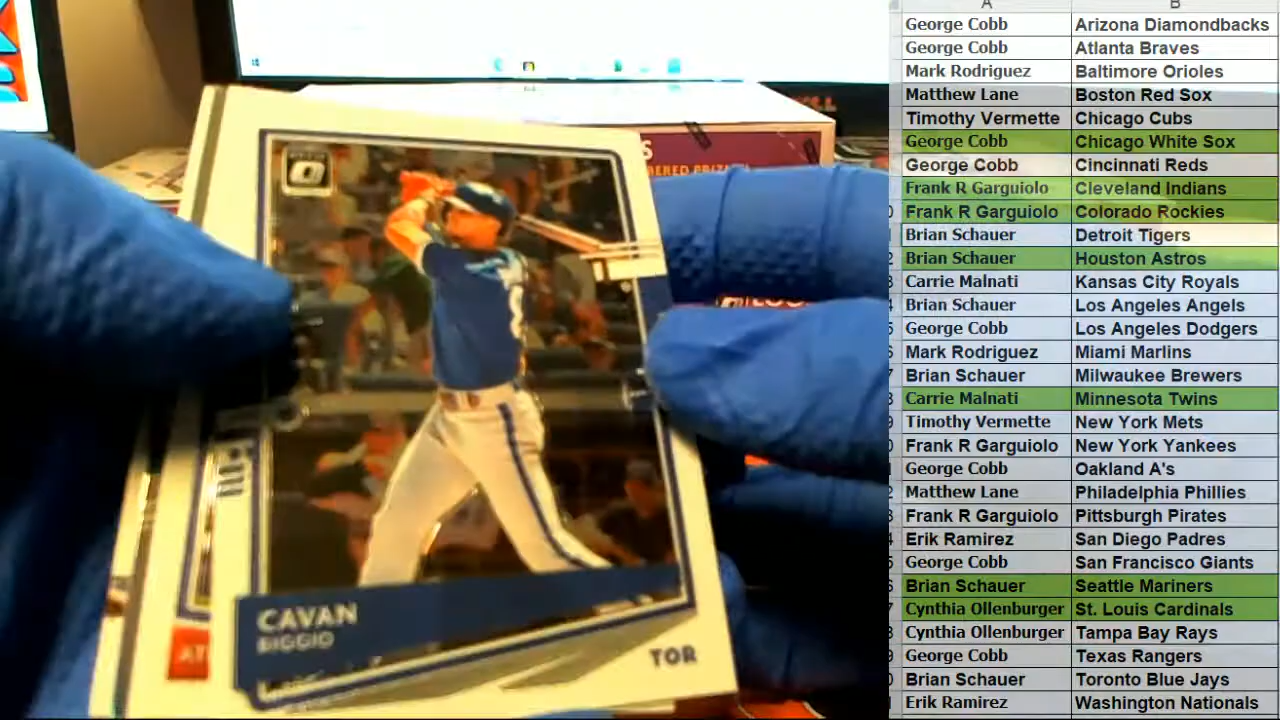 A B
George Cobb Arizona Diamondbacks
George Cobb Atlanta Braves
Mark Rodriguez Baltimore Orioles
Matthew Lane Boston Red Sox
Timothy Vermette Chicago Cubs
George Cobb Chicago White Sox
George Cobb Cincinnati Reds
Frank R Garguiolo Cleveland Indians
Frank R Garguiolo Colorado Rockies
Brian Schauer Detroit Tigers
Brian Schauer Houston Astros
Carrie Malnati Kansas City Royals
Brian Schauer Los Angeles Angels
George Cobb Los Angeles Dodgers
Mark Rodriguez Miami Marlins
Brian Schauer Milwaukee Brewers
Carrie Malnati Minnesota Twins
Timothy Vermette New York Mets
Frank R Garguiolo New York Yankees
George Cobb Oakland A's
Matthew Lane Philadelphia Phillies
Frank R Garguiolo Pittsburgh Pirates
Erik Ramirez San Diego Padres
George Cobb San Francisco Giants
Brian Schauer Seattle Mariners
Cynthia Ollenburger St. Louis Cardinals
Cynthia Ollenburger Tampa Bay Rays
George Cobb Texas Rangers
Brian Schauer Toronto Blue Jays
Erik Ramirez Washington Nationals
CAVAN
BIGGIO
TOR
AT